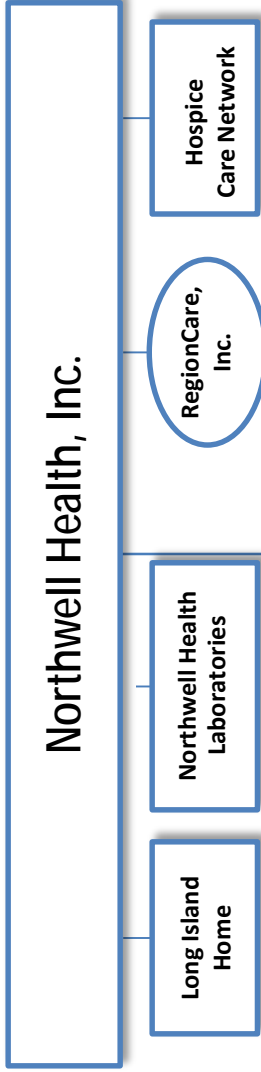 Northwell Health, Inc.
Long Island
Home
Northwell Health
Laboratories
RegionCare,
Inc.
Hospice
Care Network